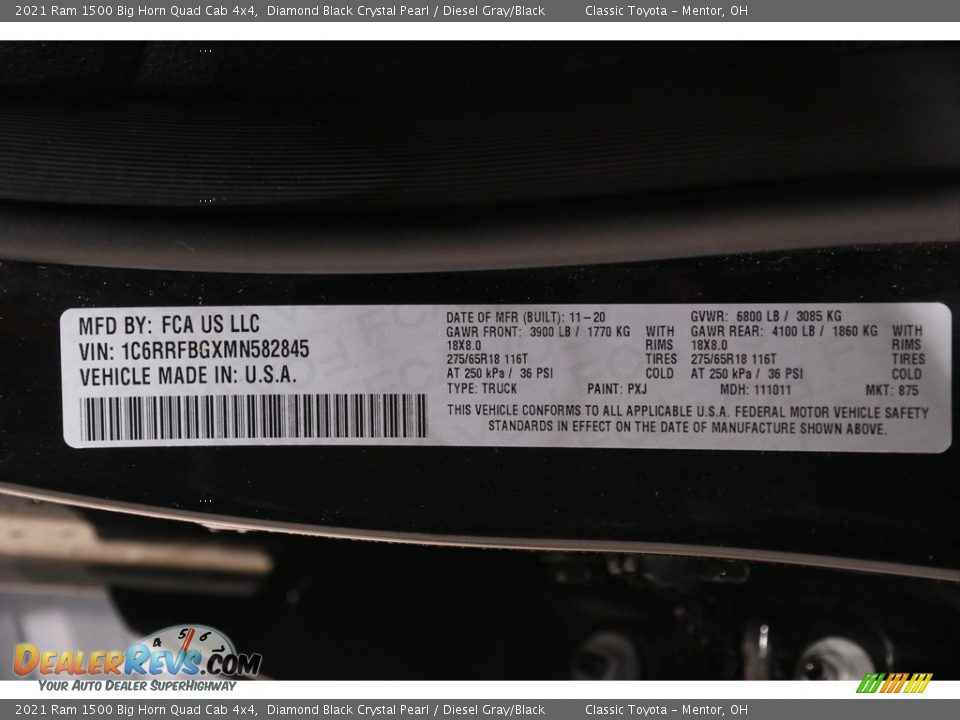 2021 Ram 1500 Big Horn Quad Cab 4x4, Diamond Black Crystal Pearl / Diesel Gray/Black Classic Toyota – Mentor, OH
MFD BY: FCA US LLC
VIN: 1C6RRFBGXMN582845
VEHICLE MADE IN: U.S.A.
DATE OF MFR (BUILT): 11-20 GVWR: 6800 LB / 3085 KG
GAWR FRONT: 3900 LB / 1770 KG WITH GAWR REAR: 4100 LB / 1860 KG WITH
18X8.0 RIMS 18X8.0 RIMS
275/65R18 116T TIRES 275/65R18 116T TIRES
AT 250 kPa / 36 PSI COLD AT 250 kPa / 36 PSI COLD
TYPE: TRUCK PAINT: PXJ MDH: 111011 MKT: 875
THIS VEHICLE CONFORMS TO ALL APPLICABLE U.S.A. FEDERAL MOTOR VEHICLE SAFETY
STANDARDS IN EFFECT ON THE DATE OF MANUFACTURE SHOWN ABOVE.
4 5 6
DEALERREVS.COM
YOUR AUTO DEALER SUPERHIGHWAY
2021 Ram 1500 Big Horn Quad Cab 4x4, Diamond Black Crystal Pearl / Diesel Gray/Black Classic Toyota – Mentor, OH